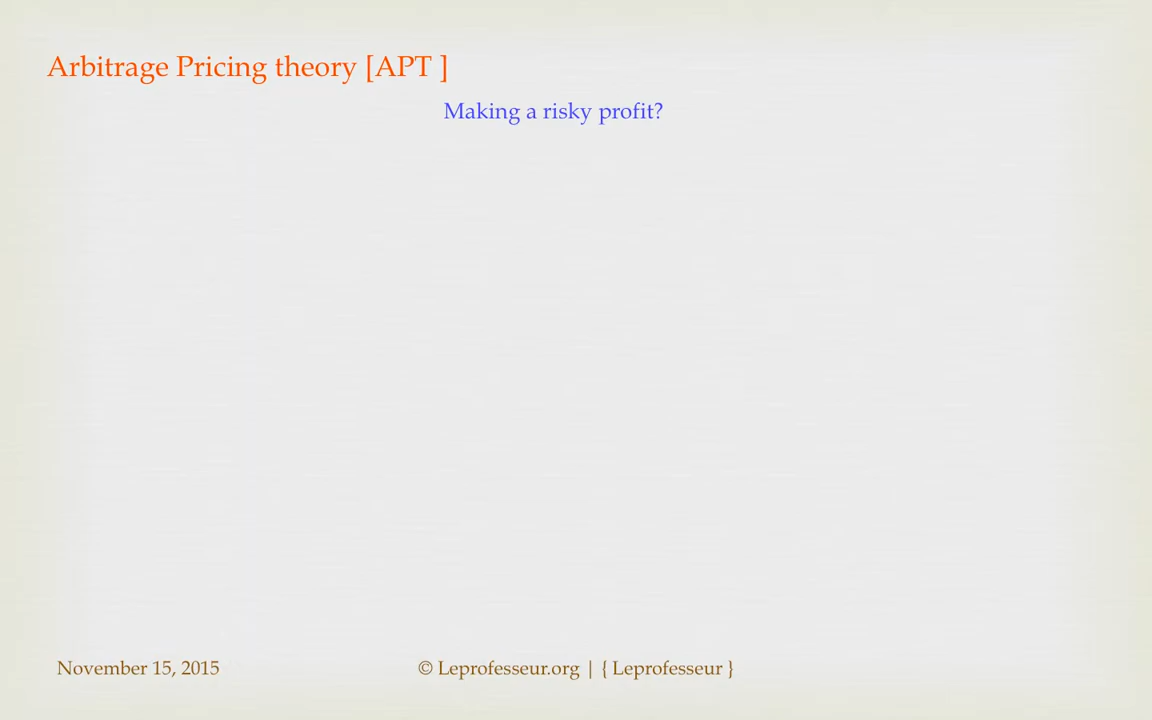 Arbitrage Pricing theory [APT ]
Making a risky profit?
November 15, 2015
© Leprofesseur.org | { Leprofesseur }